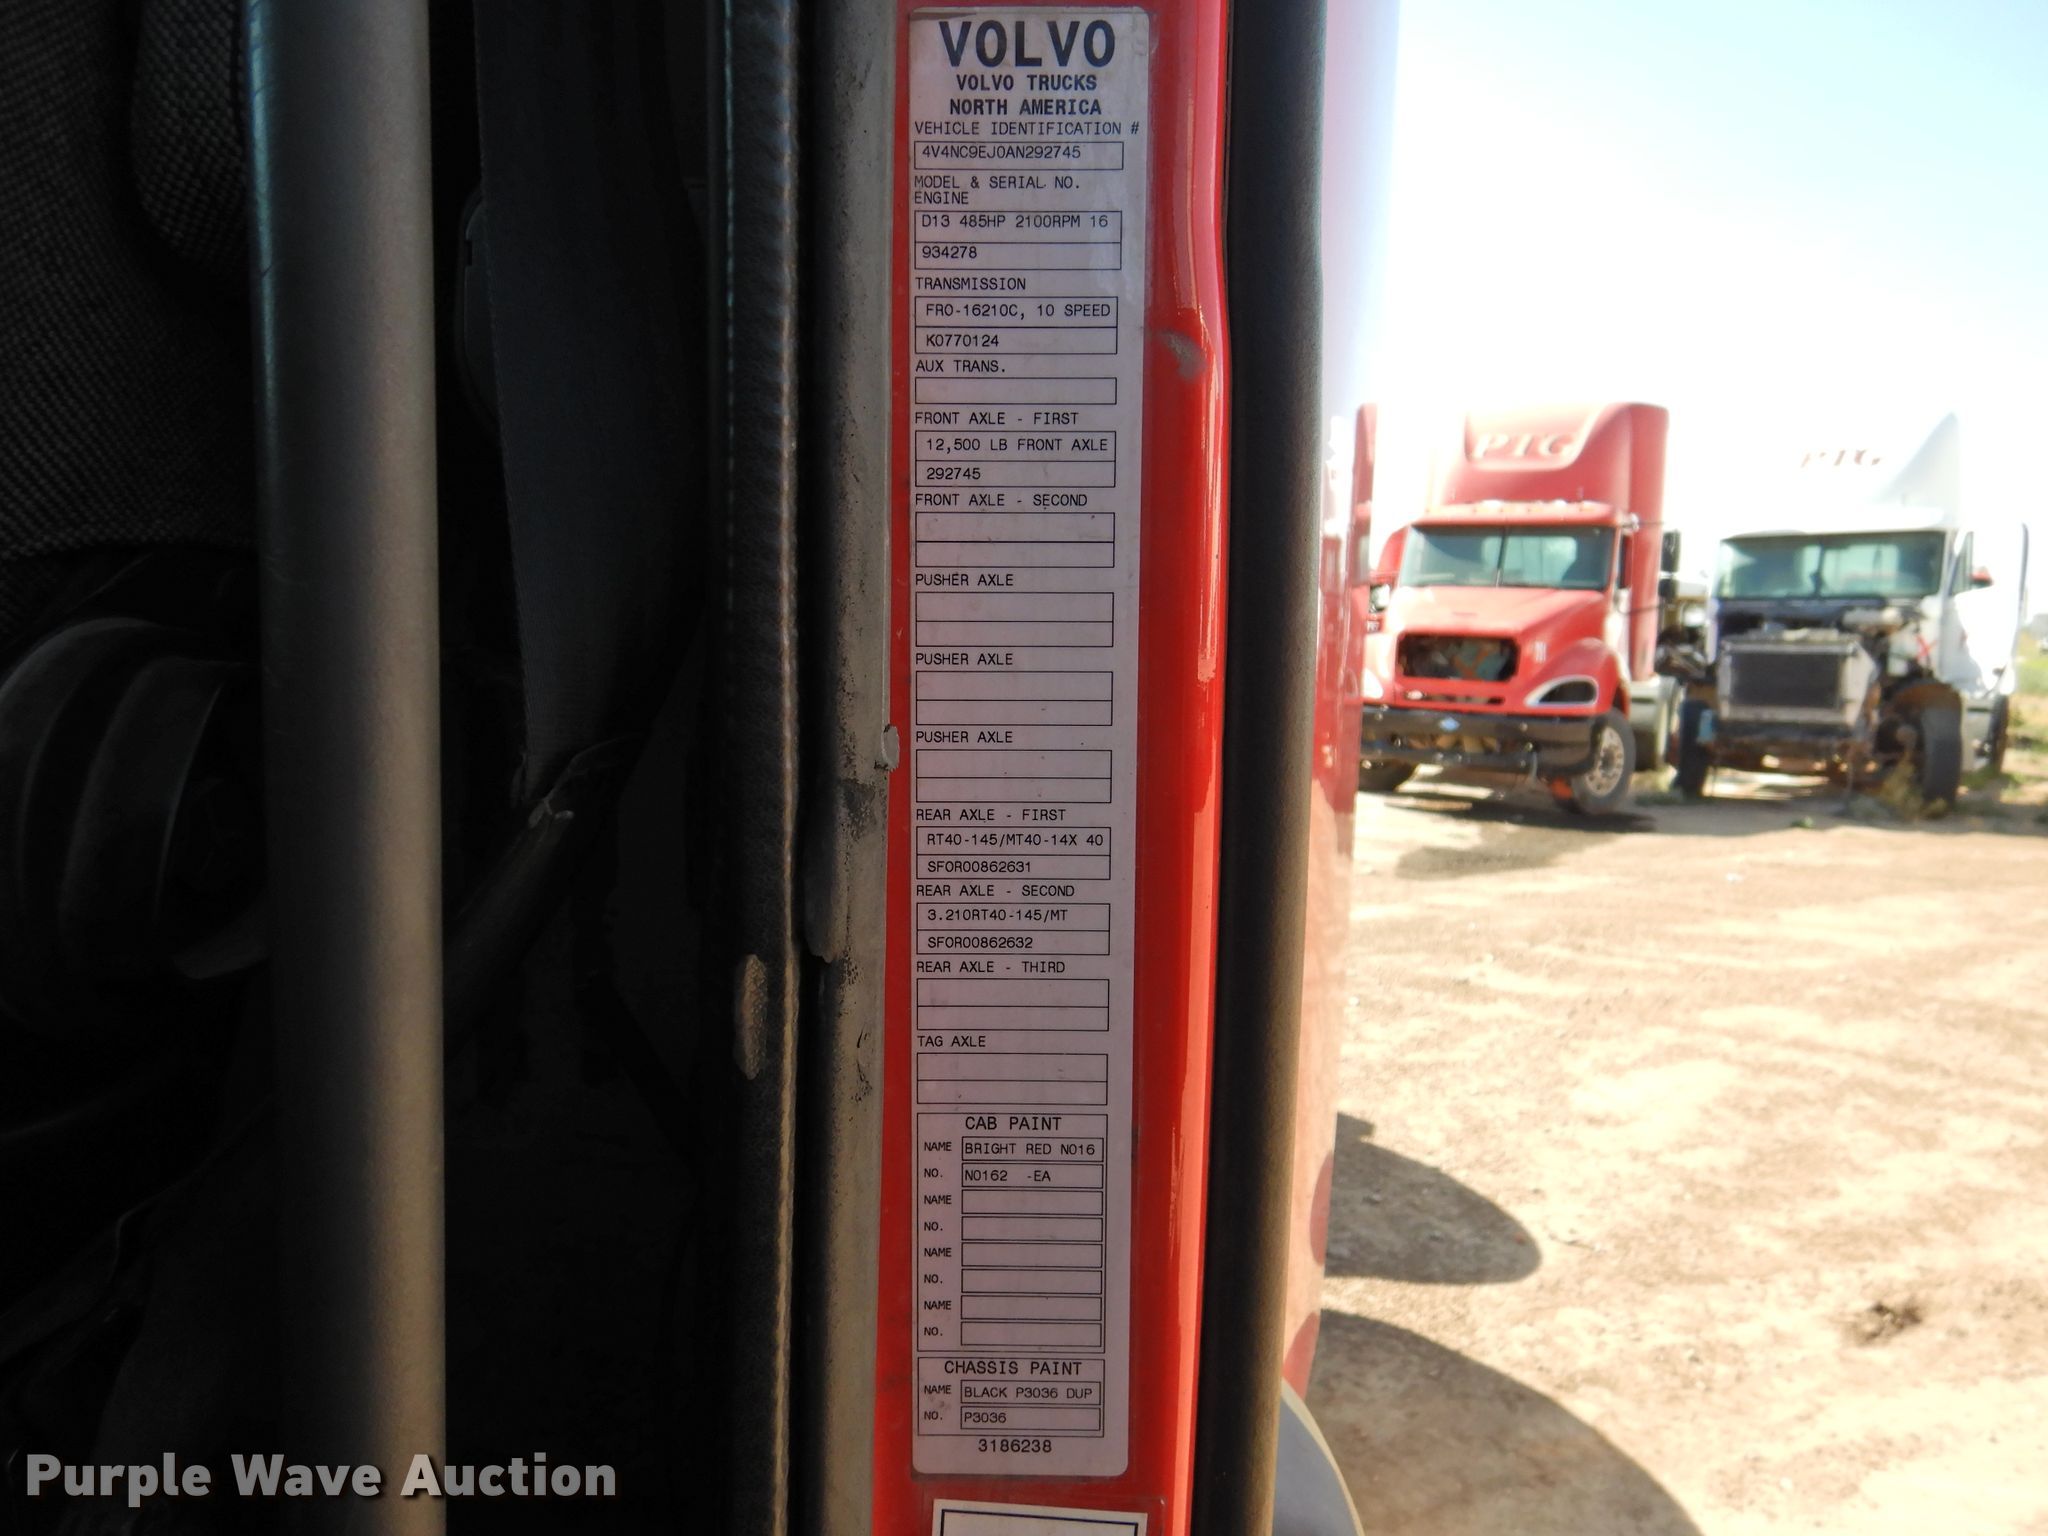 VOLVO
VOLVO TRUCKS
NORTH AMERICA
VEHICLE IDENTIFICATION #
4V4NC9EJ0AN292745
MODEL & SERIAL NO.
ENGINE
D13 485HP 2100RPM 16
934278
TRANSMISSION
FRO-16210C, 10 SPEED
K0770124
AUX TRANS.
FRONT AXLE - FIRST
12,500 LB FRONT AXLE
292745
FRONT AXLE - SECOND
PUSHER AXLE
PUSHER AXLE
PUSHER AXLE
REAR AXLE - FIRST
RT40-145/MT40-14X 40
SF0R00862631
REAR AXLE - SECOND
3.210RT40-145/MT
SF0R00862632
REAR AXLE - THIRD
TAG AXLE
CAB PAINT
NAME BRIGHT RED N016
NO. N0162 -EA
NAME
NO.
NAME
NO.
NAME
NO.
CHASSIS PAINT
NAME BLACK P3036 DUP
NO. P3036
3186238
PTG
PTG
Purple Wave Auction